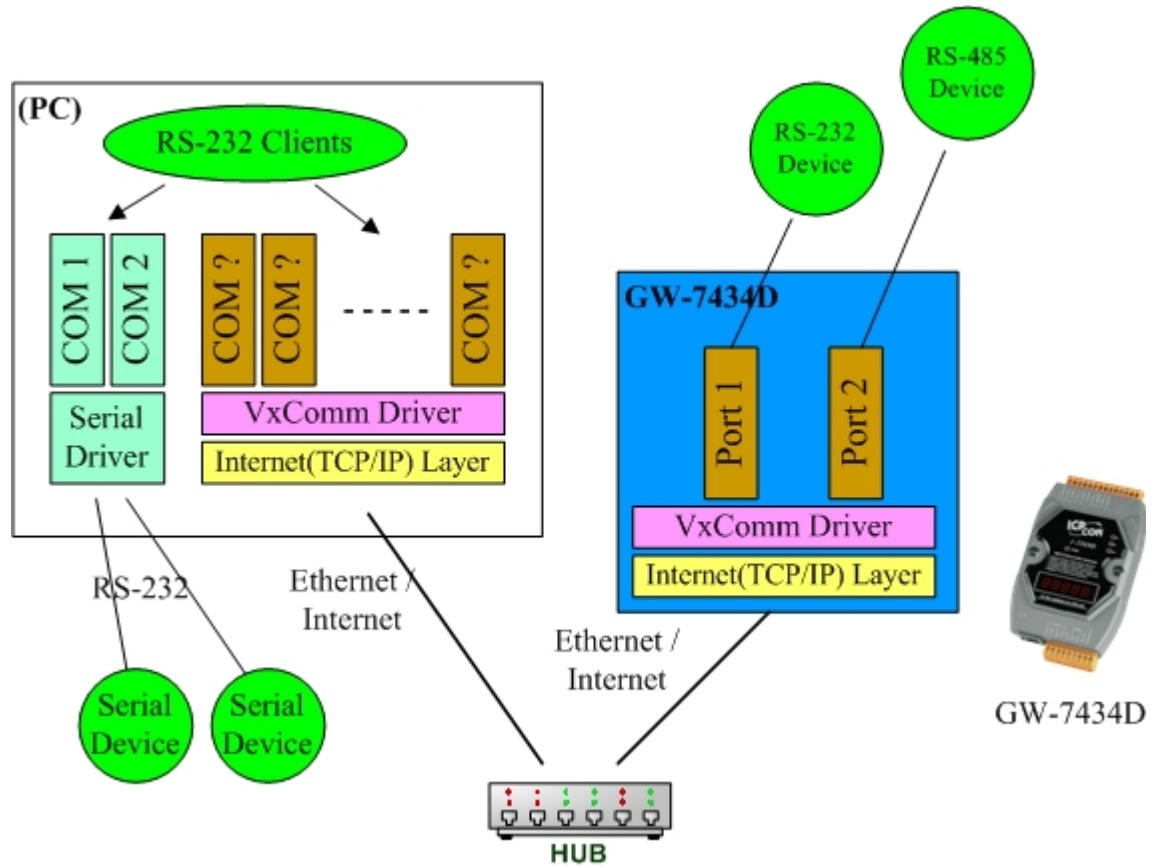 (PC)
RS-232 Clients
COM 1
COM 2
COM ?
COM ?
COM ?
Serial
Driver
VxComm Driver
Internet(TCP/IP) Layer
RS-232
Serial
Device
Serial
Device
Ethernet /
Internet
RS-232
Device
RS-485
Device
GW-7434D
Port 1
Port 2
VxComm Driver
Internet(TCP/IP) Layer
Ethernet /
Internet
HUB
ICP
CON
GW-7434D